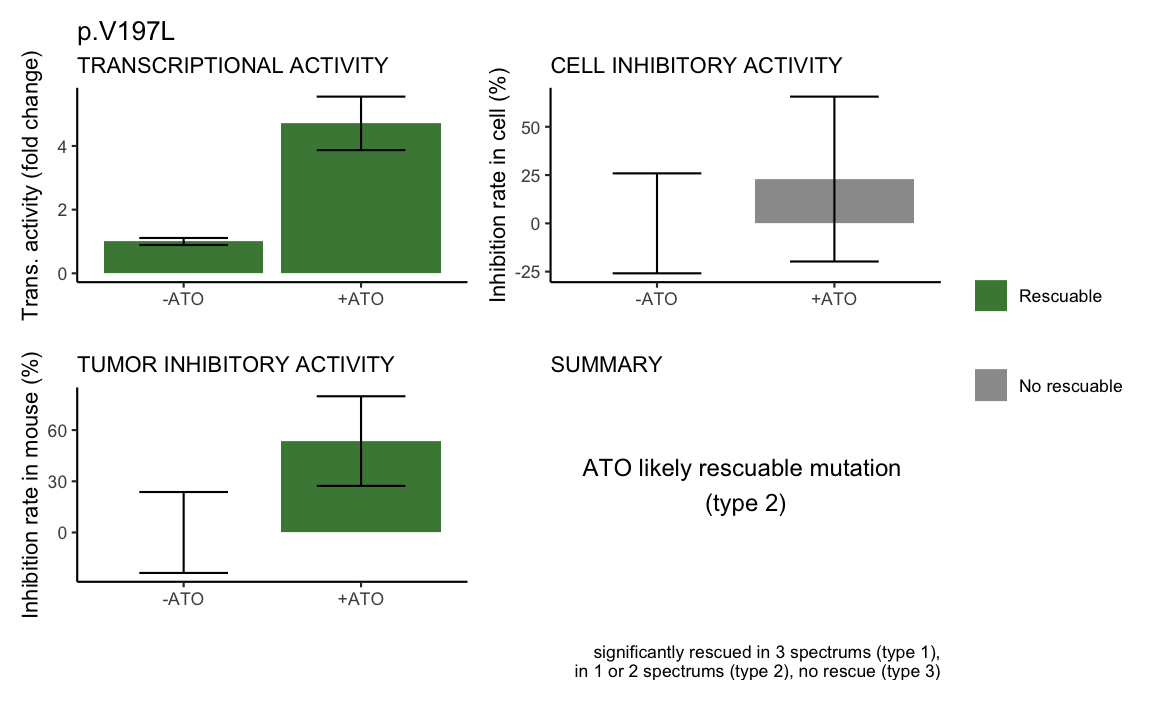 p.V197L
TRANSCRIPTIONAL ACTIVITY
Trans. activity (fold change)
4
2
0
-ATO
+ATO
CELL INHIBITORY ACTIVITY
Inhibition rate in cell (%)
50
25
0
-25
-ATO
+ATO
Rescuable
No rescuable
TUMOR INHIBITORY ACTIVITY
Inhibition rate in mouse (%)
60
30
0
-ATO
+ATO
SUMMARY
ATO likely rescuable mutation
(type 2)
significantly rescued in 3 spectrums (type 1),
in 1 or 2 spectrums (type 2), no rescue (type 3)